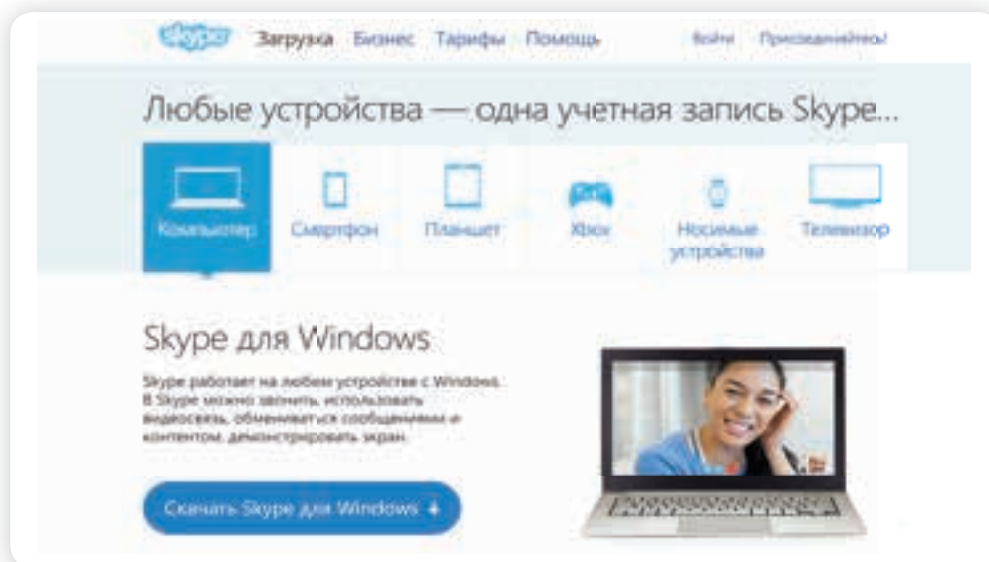 skype Загрузка Бизнес Тарифы Помощь Войти Присоединяйтесь!
Любые устройства — одна учетная запись Skype...
Компьютер Смартфон Планшет Xbox Носимые устройства Телевизор
Skype для Windows
Skype работает на любом устройстве с Windows.
В Skype можно звонить, использовать
видеосвязь, обмениваться сообщениями и
контентом, демонстрировать экран.
Скачать Skype для Windows